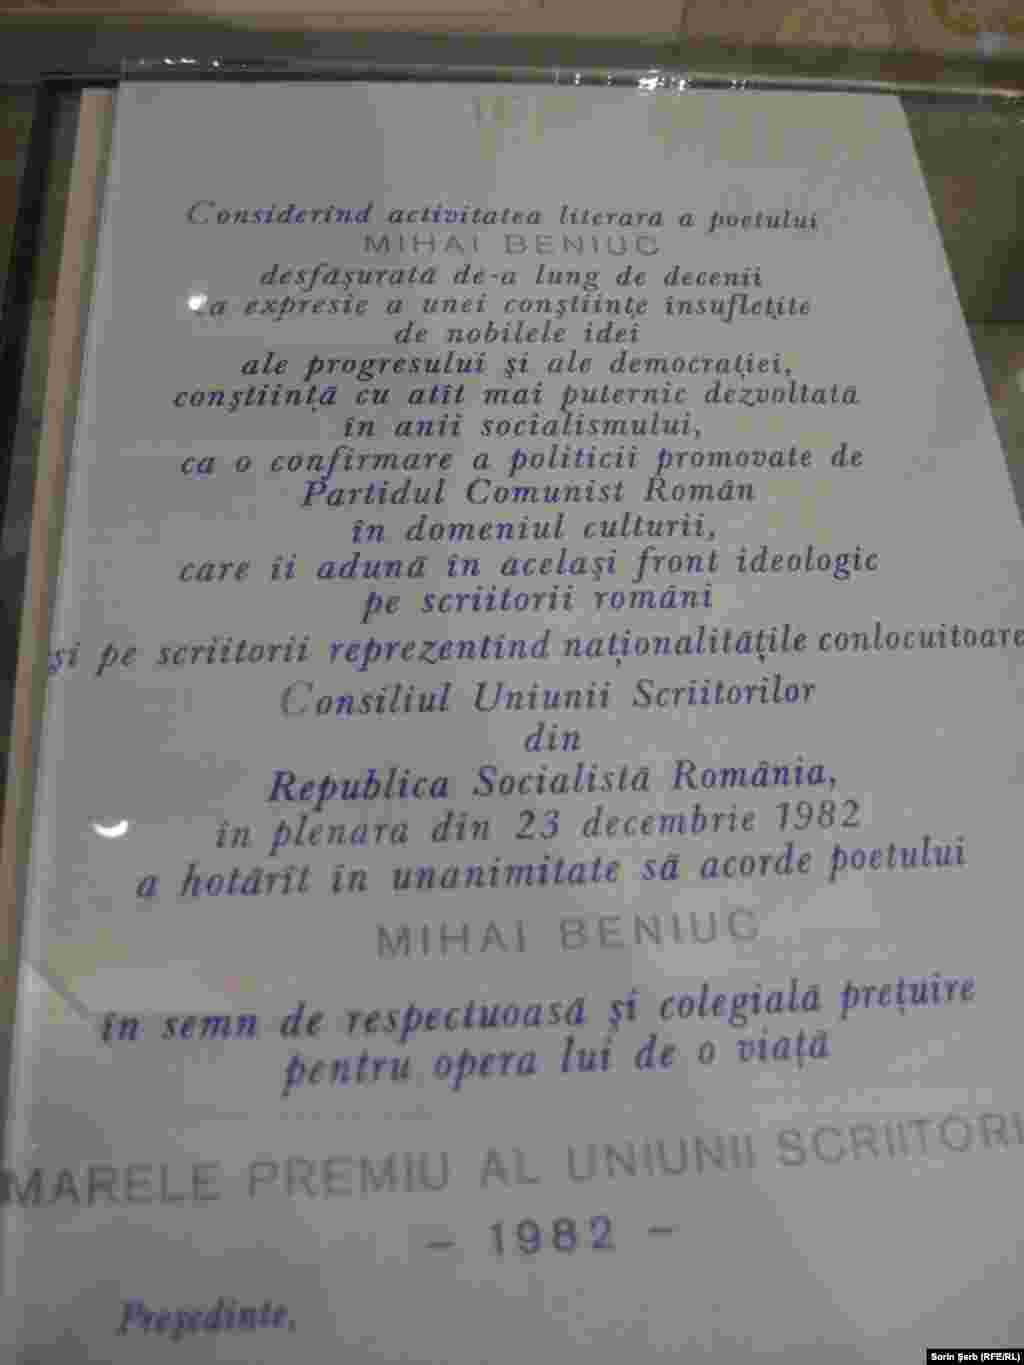 Considerînd activitatea literară a poetului
MIHAI BENIUC
desfășurată de-a lung de decenii
ca expresie a unei conștiințe însuflețite
de nobilele idei
ale progresului și ale democrației,
conștiință cu atît mai puternic dezvoltată
în anii socialismului,
ca o confirmare a politicii promovate de
Partidul Comunist Român
în domeniul culturii,
care îi adună în același front ideologic
pe scriitorii români
și pe scriitorii reprezentînd naționalitățile conlocuitoare
Consiliul Uniunii Scriitorilor
din
Republica Socialistă România,
în plenara din 23 decembrie 1982
a hotărît în unanimitate să acorde poetului
MIHAI BENIUC
în semn de respectuoasă și colegială prețuire
pentru opera lui de o viață
MARELE PREMIU AL UNIUNII SCRIITORI
- 1982 -
Președinte,
Sorin Şerb (RFE/RL)